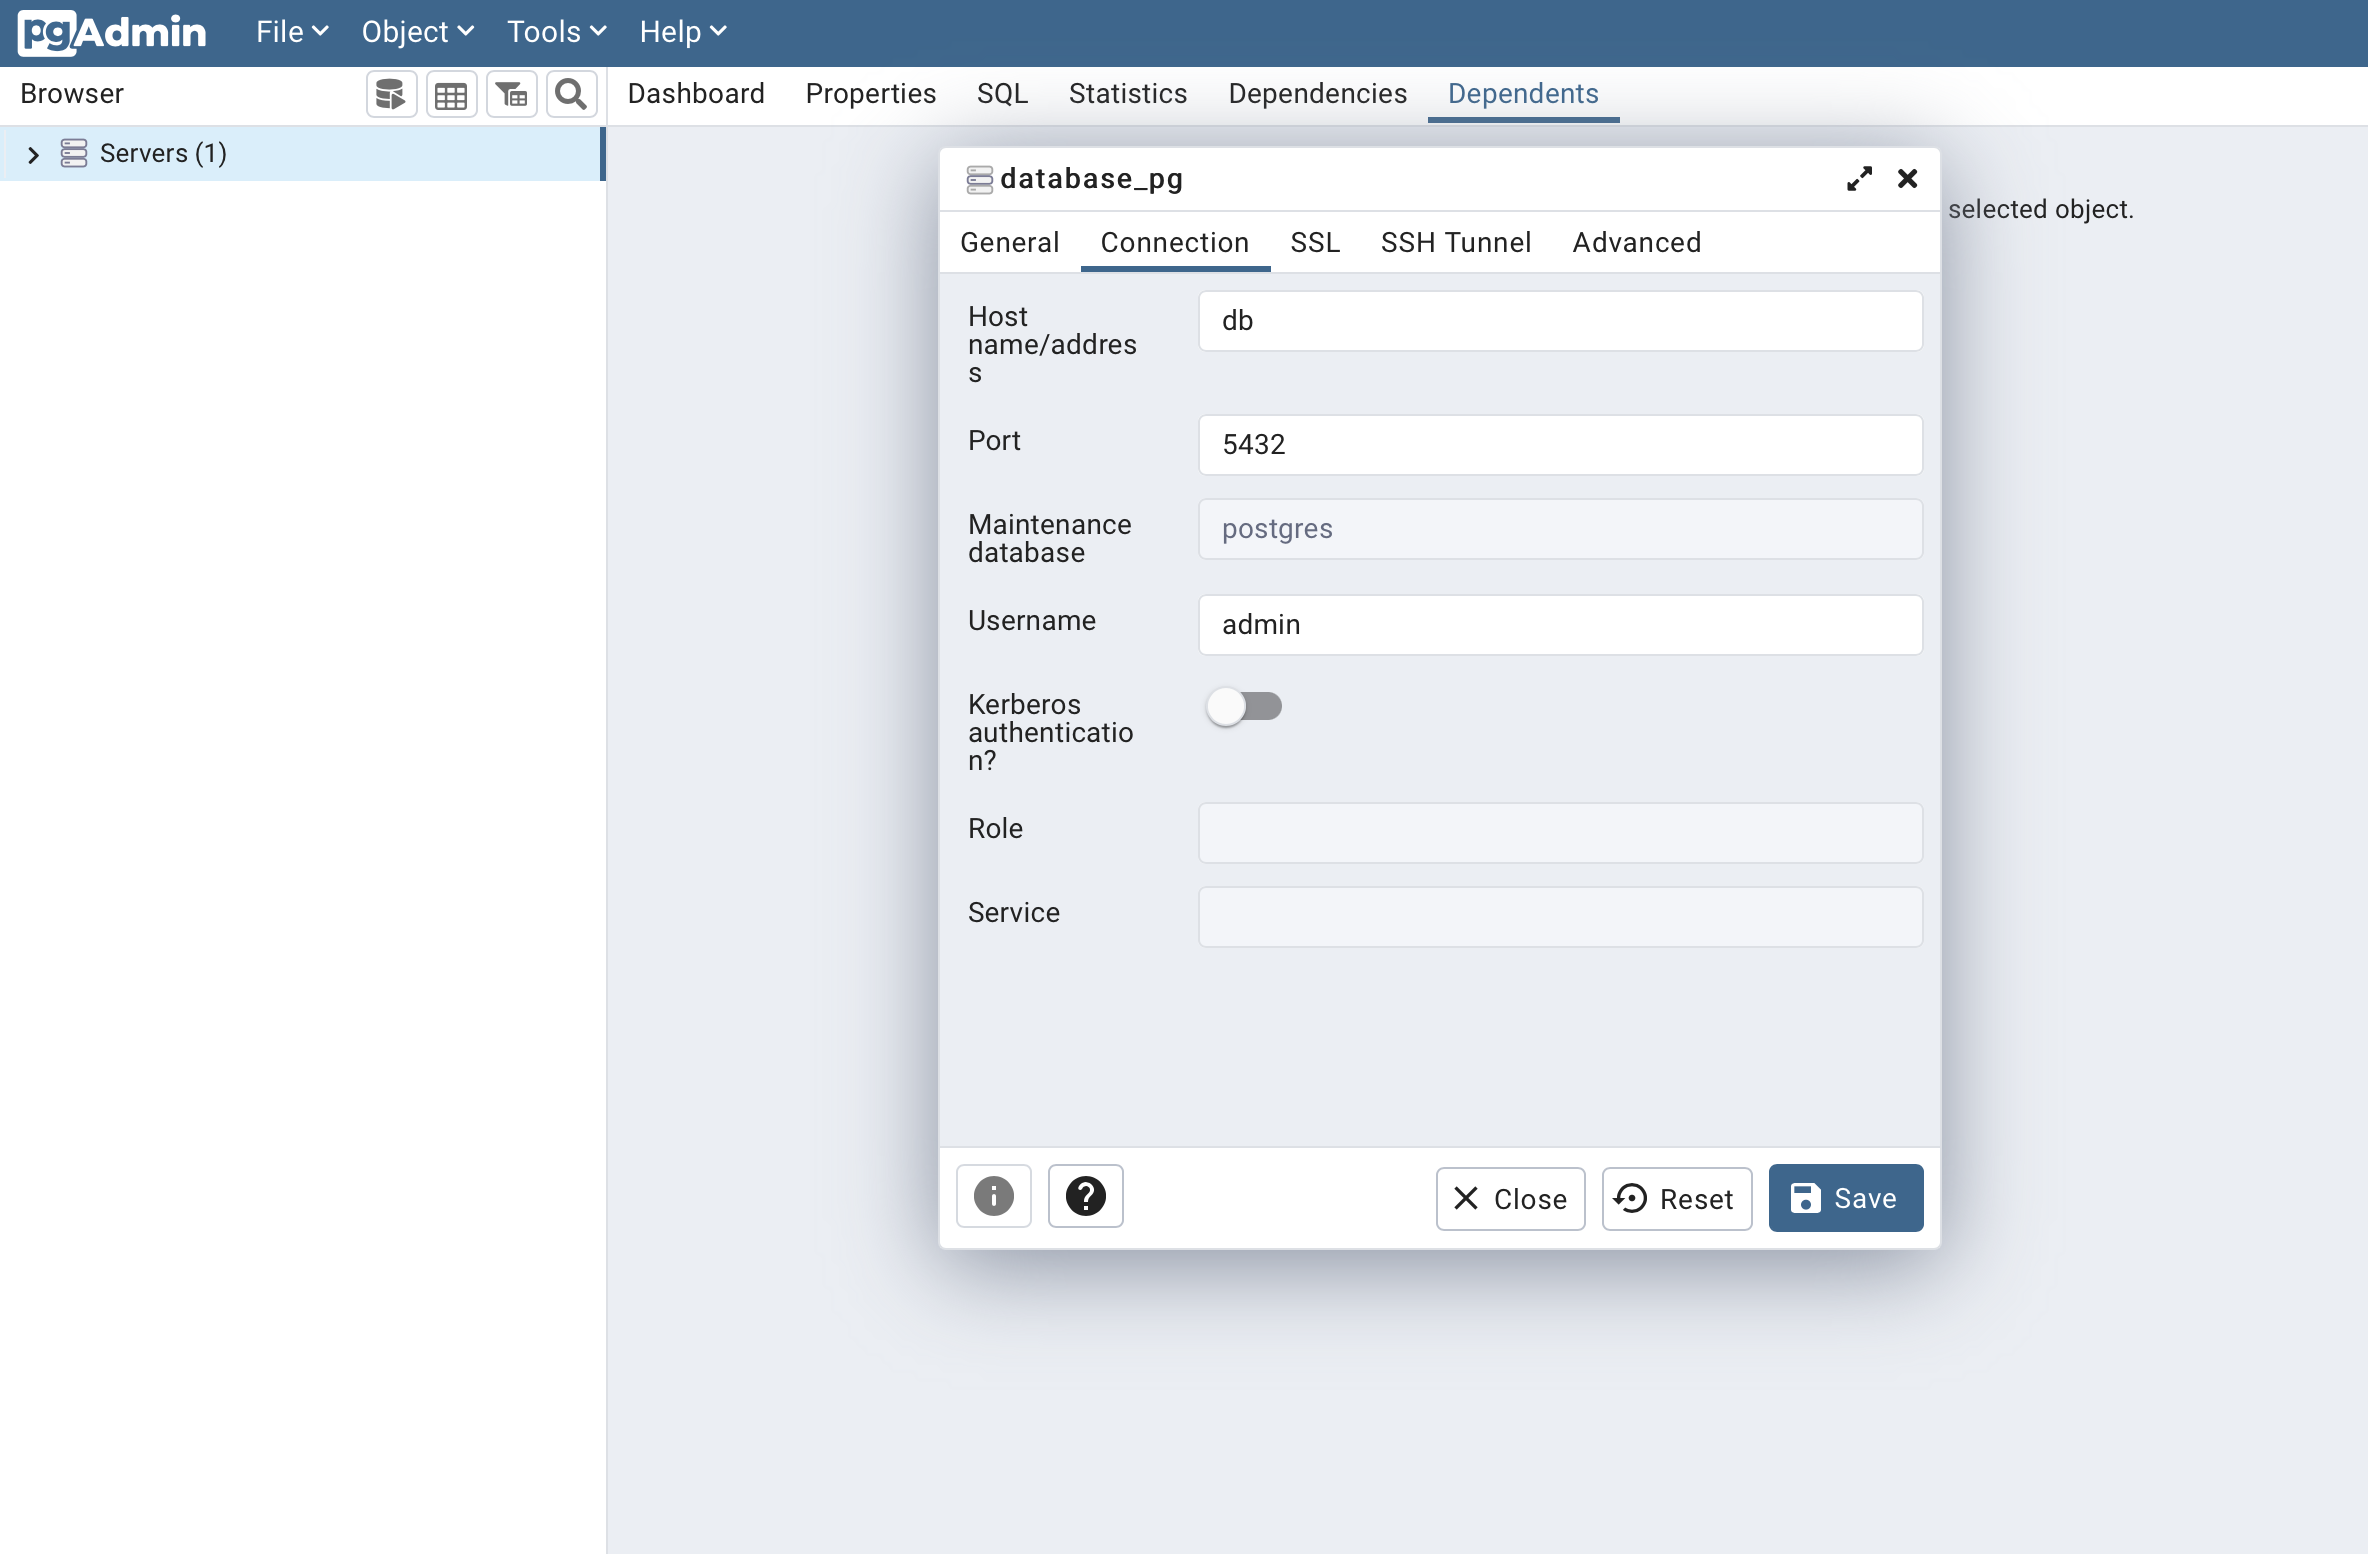 pgAdmin File Object Tools Help
Browser
Dashboard Properties SQL Statistics Dependencies Dependents
Servers (1)
selected object.
database_pg
General Connection SSL SSH Tunnel Advanced
Host
name/addres
s
db
Port
5432
Maintenance
database
postgres
Username
admin
Kerberos
authenticatio
n?
Role
Service
Close Reset Save